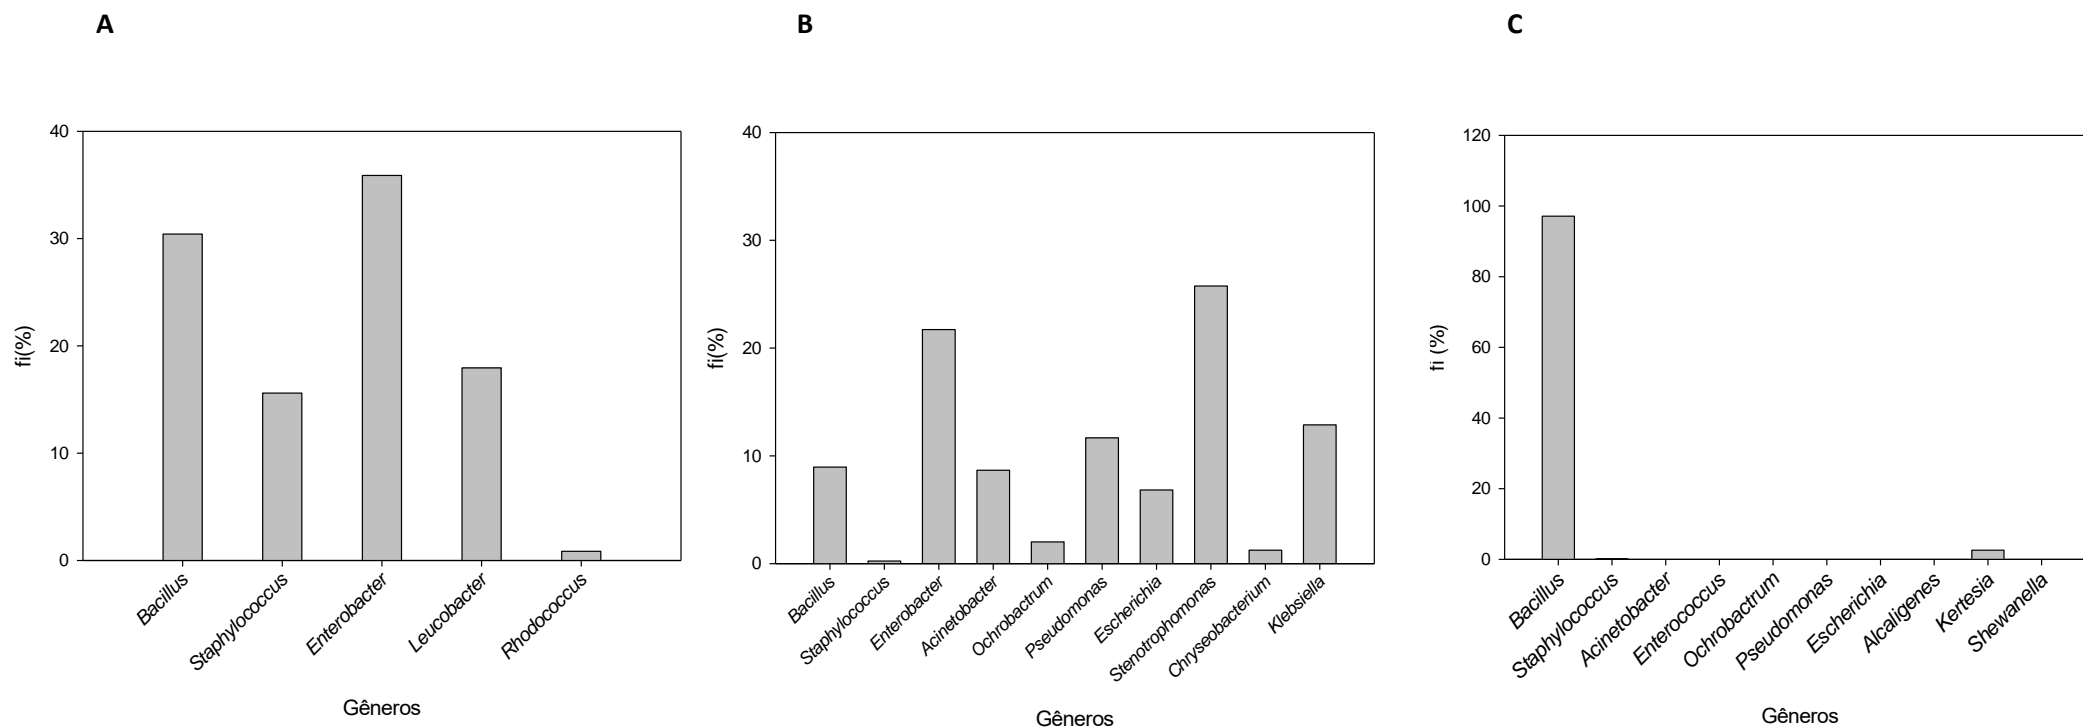 A
B
C
40
30
20
10
0
fi(%)
Bacillus
Staphylococcus
Enterobacter
Leucobacter
Rhodococcus
Gêneros
40
30
20
10
0
fi(%)
Bacillus
Staphylococcus
Enterobacter
Acinetobacter
Ochrobactrum
Pseudomonas
Escherichia
Stenotrophomonas
Chryseobacterium
Klebsiella
Gêneros
120
100
80
60
40
20
0
fi (%)
Bacillus
Staphylococcus
Acinetobacter
Enterococcus
Ochrobactrum
Pseudomonas
Escherichia
Alcaligenes
Kertesia
Shewanella
Gêneros